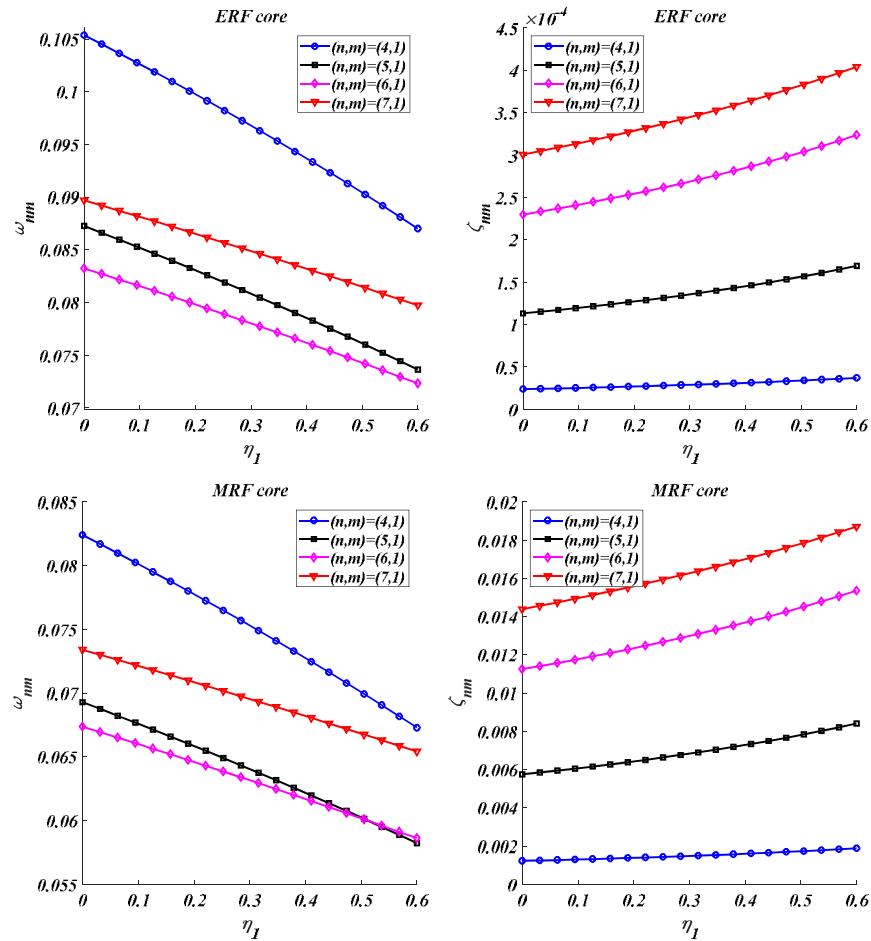 ERF core
0.105
0.1
0.095
0.09
0.085
0.08
0.075
0.07
ω_nm
0 0.1 0.2 0.3 0.4 0.5 0.6
η_1
(n,m)=(4,1)
(n,m)=(5,1)
(n,m)=(6,1)
(n,m)=(7,1)
ERF core
×10^-4
4.5
4
3.5
3
2.5
2
1.5
1
0.5
0
ζ_nm
0 0.1 0.2 0.3 0.4 0.5 0.6
η_1
(n,m)=(4,1)
(n,m)=(5,1)
(n,m)=(6,1)
(n,m)=(7,1)
MRF core
0.085
0.08
0.075
0.07
0.065
0.06
0.055
ω_nm
0 0.1 0.2 0.3 0.4 0.5 0.6
η_1
(n,m)=(4,1)
(n,m)=(5,1)
(n,m)=(6,1)
(n,m)=(7,1)
MRF core
0.02
0.018
0.016
0.014
0.012
0.01
0.008
0.006
0.004
0.002
0
ζ_nm
0 0.1 0.2 0.3 0.4 0.5 0.6
η_1
(n,m)=(4,1)
(n,m)=(5,1)
(n,m)=(6,1)
(n,m)=(7,1)